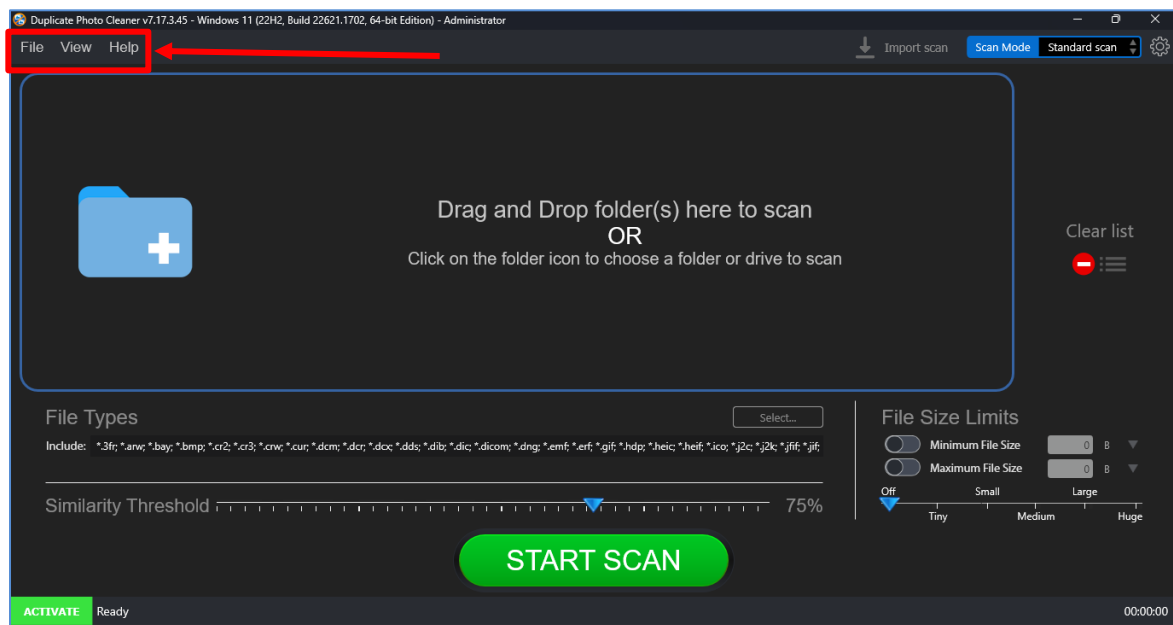 Duplicate Photo Cleaner v7.17.3.45 - Windows 11 (22H2, Build 22621.1702, 64-bit Edition) - Administrator
File View Help
Import scan
Scan Mode Standard scan
Drag and Drop folder(s) here to scan
OR
Click on the folder icon to choose a folder or drive to scan
Clear list
File Types
Select...
Include: *.3fr; *.arw; *.bay; *.bmp; *.cr2; *.cr3; *.crw; *.cur; *.dcm; *.dcr; *.dcx; *.dds; *.dib; *.dic; *.dicom; *.dng; *.emf; *.erf; *.gif; *.hdp; *.heic; *.heif; *.ico; *.j2c; *.j2k; *.jfif; *.jif;
Similarity Threshold 75%
File Size Limits
Minimum File Size 0 B
Maximum File Size 0 B
Off Small Large
Tiny Medium Huge
START SCAN
ACTIVATE Ready 00:00:00